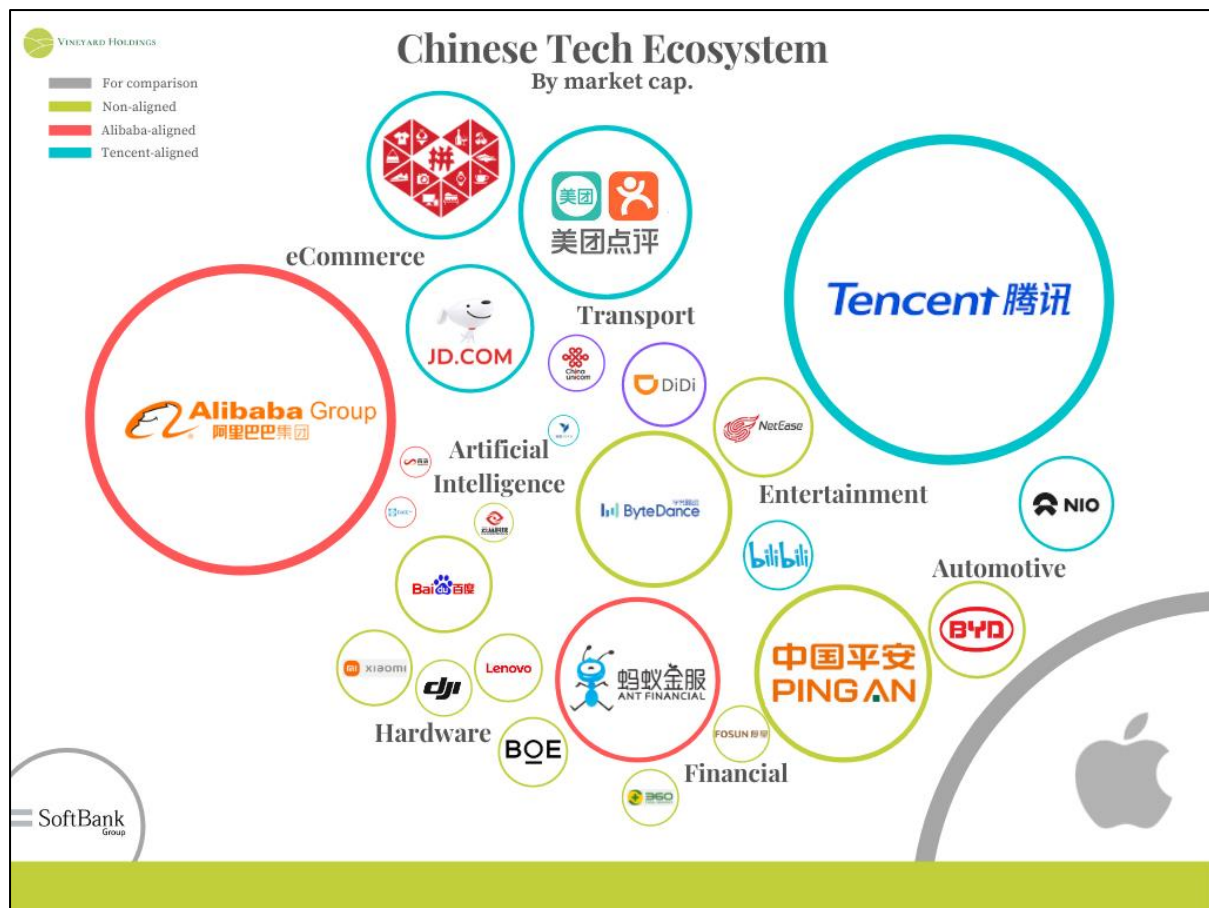 VINEYARD HOLDINGS
Chinese Tech Ecosystem
By market cap.
For comparison
Non-aligned
Alibaba-aligned
Tencent-aligned
拼
美团
美团点评
eCommerce
JD.COM
Transport
China
unicom
DiDi
Tencent 腾讯
Alibaba Group
阿里巴巴集团
NetEase
Artificial
Intelligence
Entertainment
ByteDance
NIO
bilibili
Automotive
Bai du 百度
BYD
xiaomi
Lenovo
dji
蚂蚁金服
ANT FINANCIAL
中国平安
PING AN
Hardware
BOE
FOSUN
Financial
360
SoftBank
Group